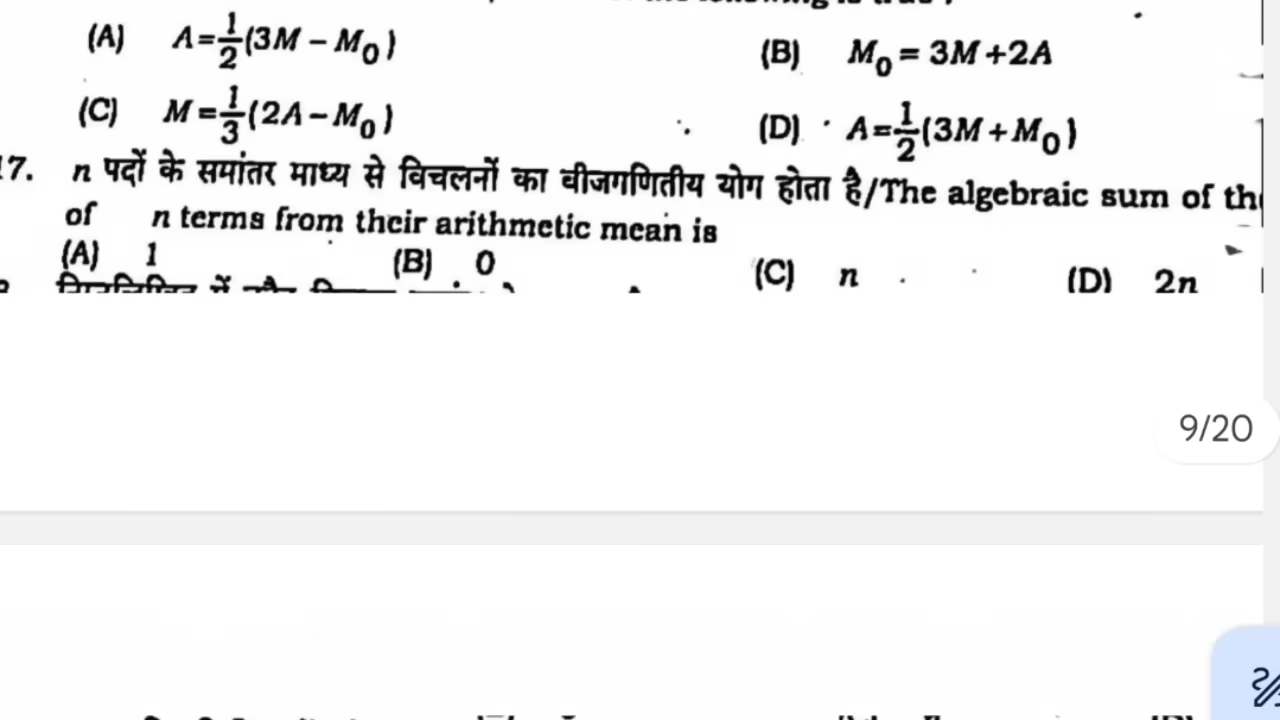 (A) A=½(3M – M₀)
(B) M₀ = 3M+2A
(C) M=⅓(2A–M₀)
(D) A=½(3M+M₀)
7. n पदों के समांतर माध्य से विचलनों का बीजगणितीय योग होता है/The algebraic sum of
of n terms from their arithmetic mean is
(A) 1 (B) 0 (C) n (D) 2n
9/20